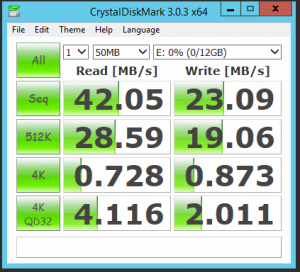 CrystalDiskMark 3.0.3 x64
File Edit Theme Help Language
All 1 50MB E: 0% (0/12GB)
Read [MB/s] Write [MB/s]
Seq 42.05 23.09
512K 28.59 19.06
4K 0.728 0.873
4K
QD32 4.116 2.011